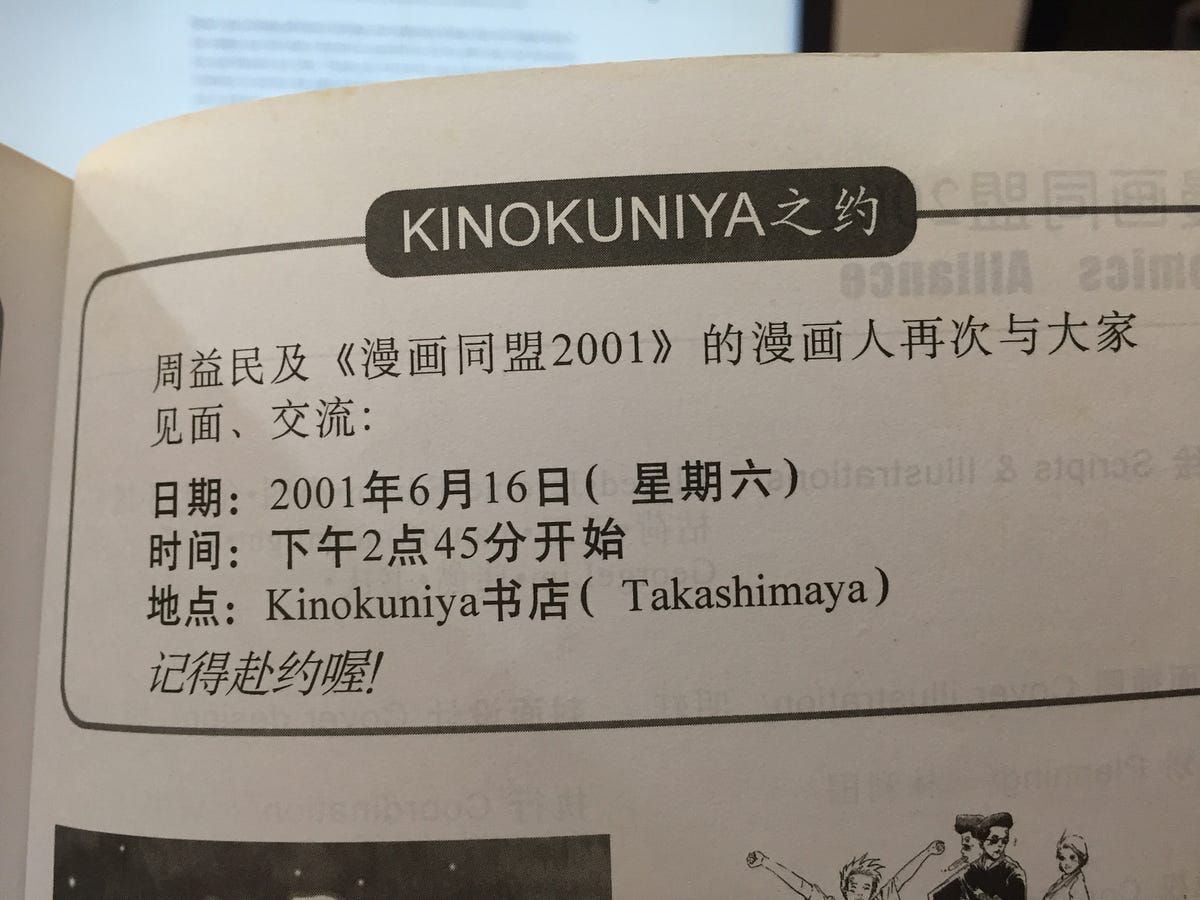 KINOKUNIYA之约
周益民及《漫画同盟2001》的漫画人再次与大家
见面、交流：
日期：2001年6月16日( 星期六)
时间：下午2点45分开始
地点：Kinokuniya书店( Takashimaya)
记得赴约喔!